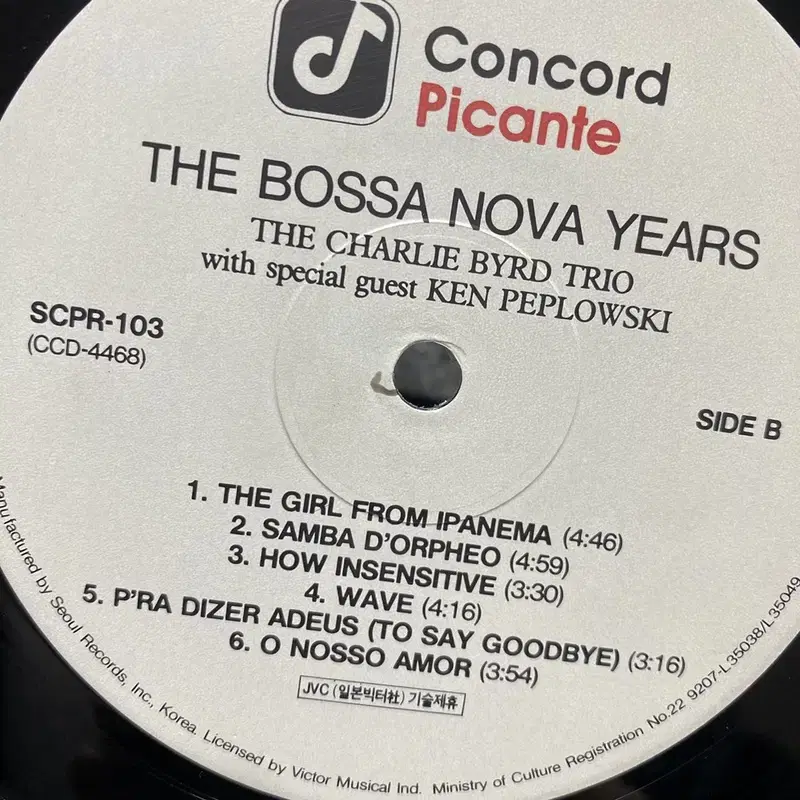 Concord
Picante
THE BOSSA NOVA YEARS
THE CHARLIE BYRD TRIO
with special guest KEN PEPLOWSKI
SCPR-103
(CCD-4468)
SIDE B
1. THE GIRL FROM IPANEMA (4:46)
2. SAMBA D'ORPHEO (4:59)
3. HOW INSENSITIVE (3:30)
4. WAVE (4:16)
5. P'RA DIZER ADEUS (TO SAY GOODBYE) (3:16)
6. O NOSSO AMOR (3:54)
JVC (일본빅터社) 기술제휴
Manufactured by Seoul Records, Inc., Korea. Licensed by Victor Musical Ind. Ministry of Culture Registration No.22 9207-L35038/L35049